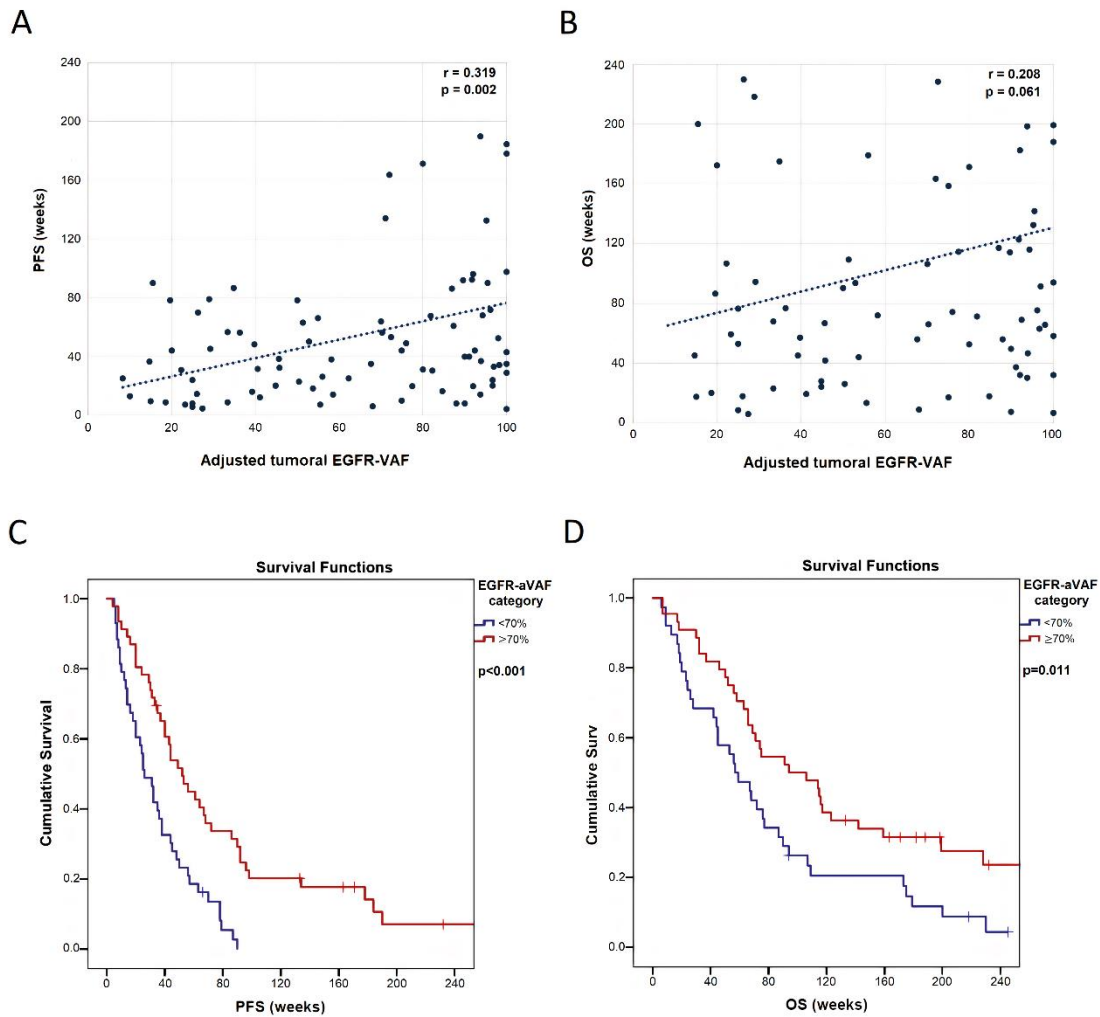 A
r = 0.319
p = 0.002
240
200
160
120
80
40
0
0 20 40 60 80 100
PFS (weeks)
Adjusted tumoral EGFR-VAF
B
r = 0.208
p = 0.061
240
200
160
120
80
40
0
0 20 40 60 80 100
OS (weeks)
Adjusted tumoral EGFR-VAF
C
Survival Functions
EGFR-aVAF
category
<70%
>70%
p<0.001
1.0
0.8
0.6
0.4
0.2
0.0
0 40 80 120 160 200 240
Cumulative Survival
PFS (weeks)
D
Survival Functions
EGFR-aVAF
category
<70%
≥70%
p=0.011
1.0
0.8
0.6
0.4
0.2
0.0
0 40 80 120 160 200 240
Cumulative Surv
OS (weeks)